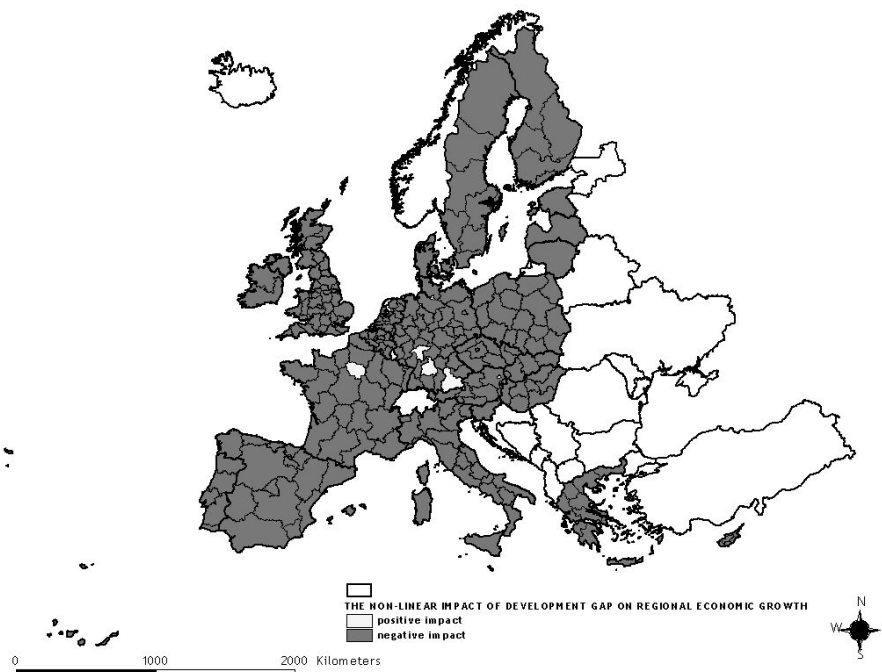 THE NON-LINEAR IMPACT OF DEVELOPMENT GAP ON REGIONAL ECONOMIC GROWTH
positive impact
negative impact
N
W
S
0 1000 2000 Kilometers